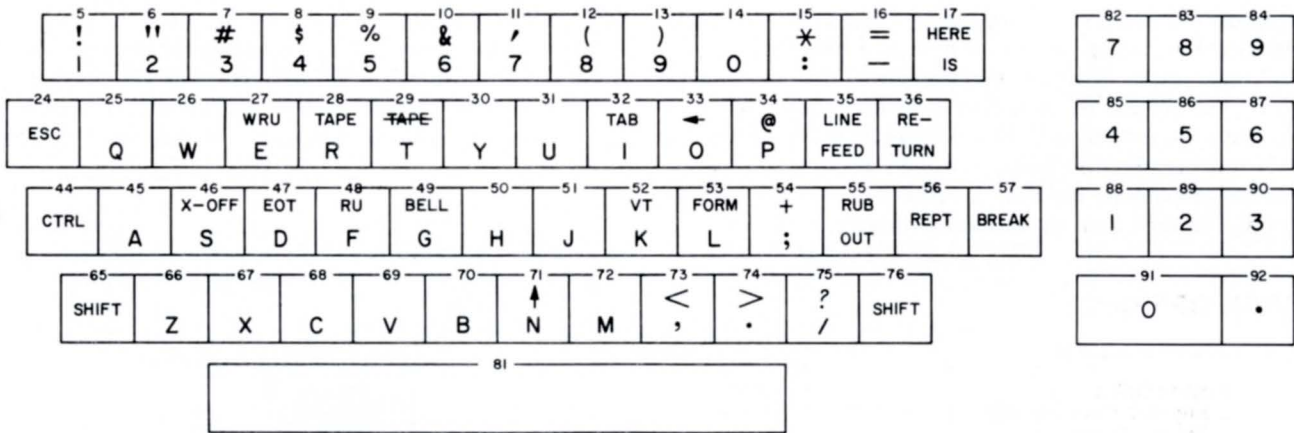 5 6 7 8 9 10 11 12 13 14 15 16 17 82 83 84
! " # $ % & ' ( ) * = HERE
1 2 3 4 5 6 7 8 9 0 : − IS 7 8 9
24 25 26 27 28 29 30 31 32 33 34 35 36 85 86 87
ESC WRU TAPE TAPE TAB ← @ LINE RE− 4 5 6
Q W E R T Y U I O P FEED TURN
44 45 46 47 48 49 50 51 52 53 54 55 56 57 88 89 90
CTRL X−OFF EOT RU BELL VT FORM + RUB REPT BREAK 1 2 3
A S D F G H J K L ; OUT
65 66 67 68 69 70 71 72 73 74 75 76 91 92
SHIFT ↑ < > ? SHIFT 0 .
Z X C V B N M , . /
81